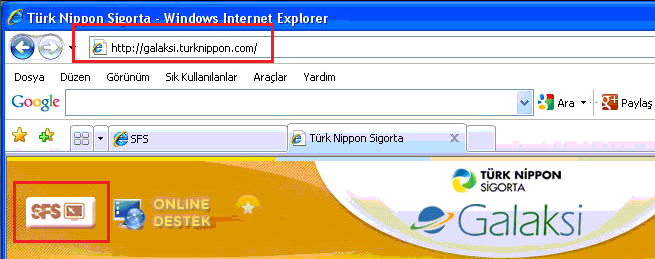 Türk Nippon Sigorta - Windows Internet Explorer
http://galaksi.turknippon.com/
Dosya Düzen Görünüm Sık Kullanılanlar Araçlar Yardım
Google Ara Paylaş
SFS Türk Nippon Sigorta X
SFS ONLINE DESTEK
TÜRK NİPPON
SİGORTA
Galaksi